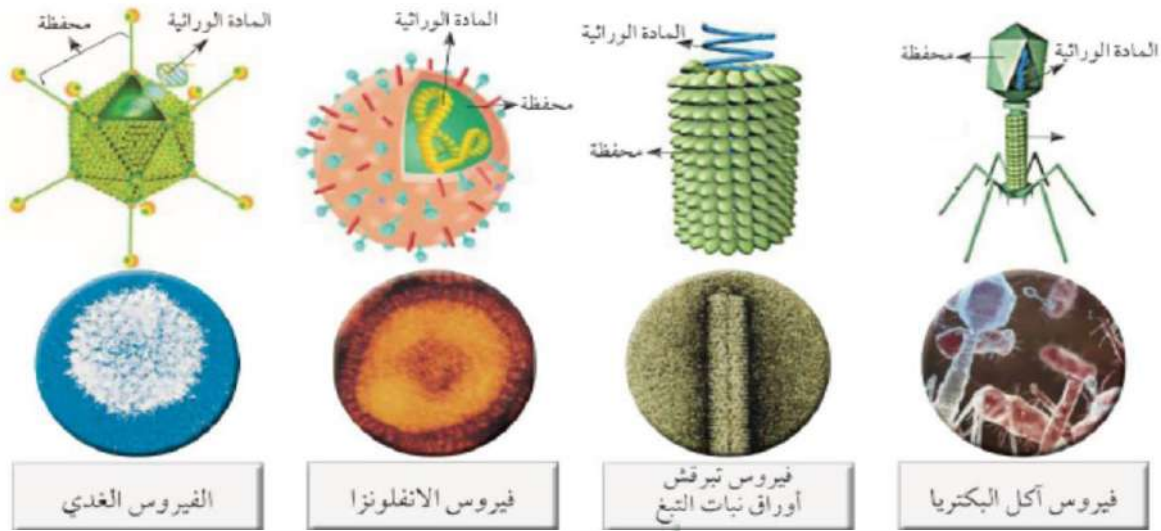 المادة الوراثية
محفظة
المادة الوراثية
محفظة
المادة الوراثية
محفظة
المادة الوراثية
محفظة
فيروس آكل البكتريا
فيروس تبرقش
أوراق نبات التبغ
فيروس الانفلونزا
الفيروس الغدي